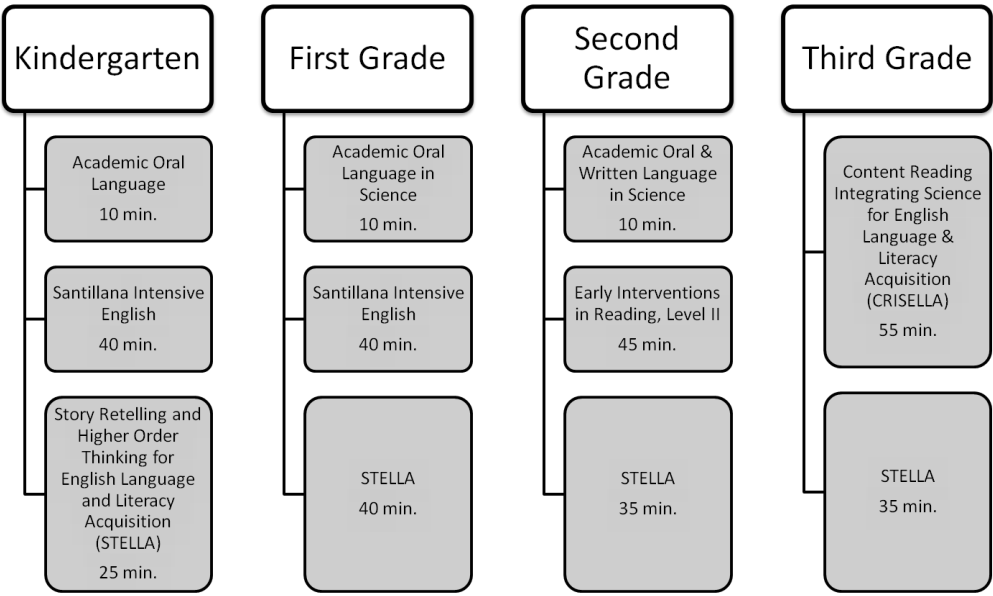 Kindergarten
Academic Oral
Language
10 min.
Santillana Intensive
English
40 min.
Story Retelling and
Higher Order
Thinking for
English Language
and Literacy
Acquisition
(STELLA)
25 min.
First Grade
Academic Oral
Language in
Science
10 min.
Santillana Intensive
English
40 min.
STELLA
40 min.
Second
Grade
Academic Oral &
Written Language
in Science
10 min.
Early Interventions
in Reading, Level II
45 min.
STELLA
35 min.
Third Grade
Content Reading
Integrating Science
for English
Language &
Literacy
Acquisition
(CRISELLA)
55 min.
STELLA
35 min.